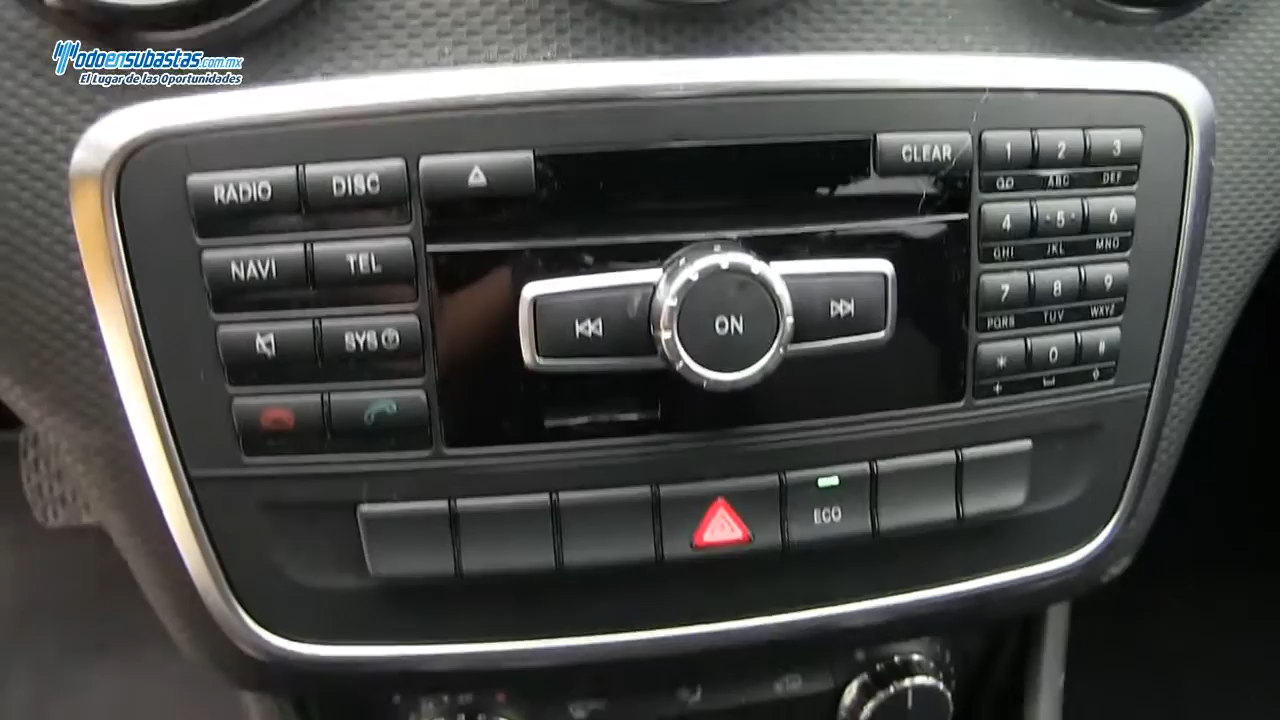 Todoensubastas.com.mx
El Lugar de las Oportunidades
RADIO DISC
NAVI TEL
SYS
CLEAR
ON
1 2 3
ABC DEF
4 5 6
GHI JKL MNO
7 8 9
PQRS TUV WXYZ
* 0 #
+
ECO